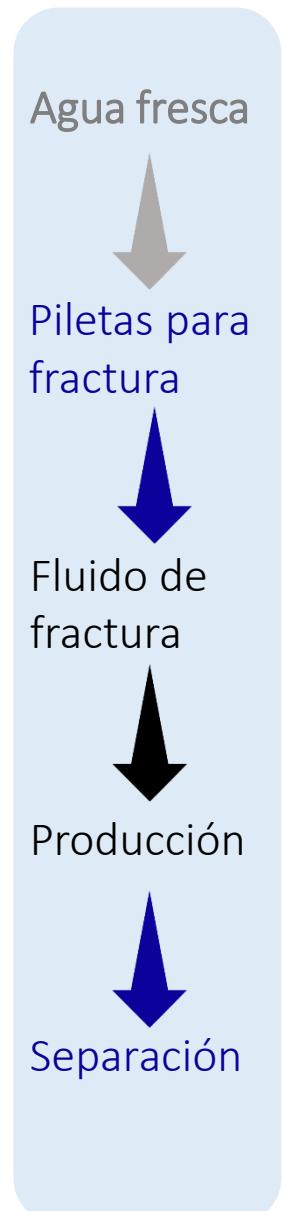 Agua fresca
Piletas para
fractura
Fluido de
fractura
Producción
Separación